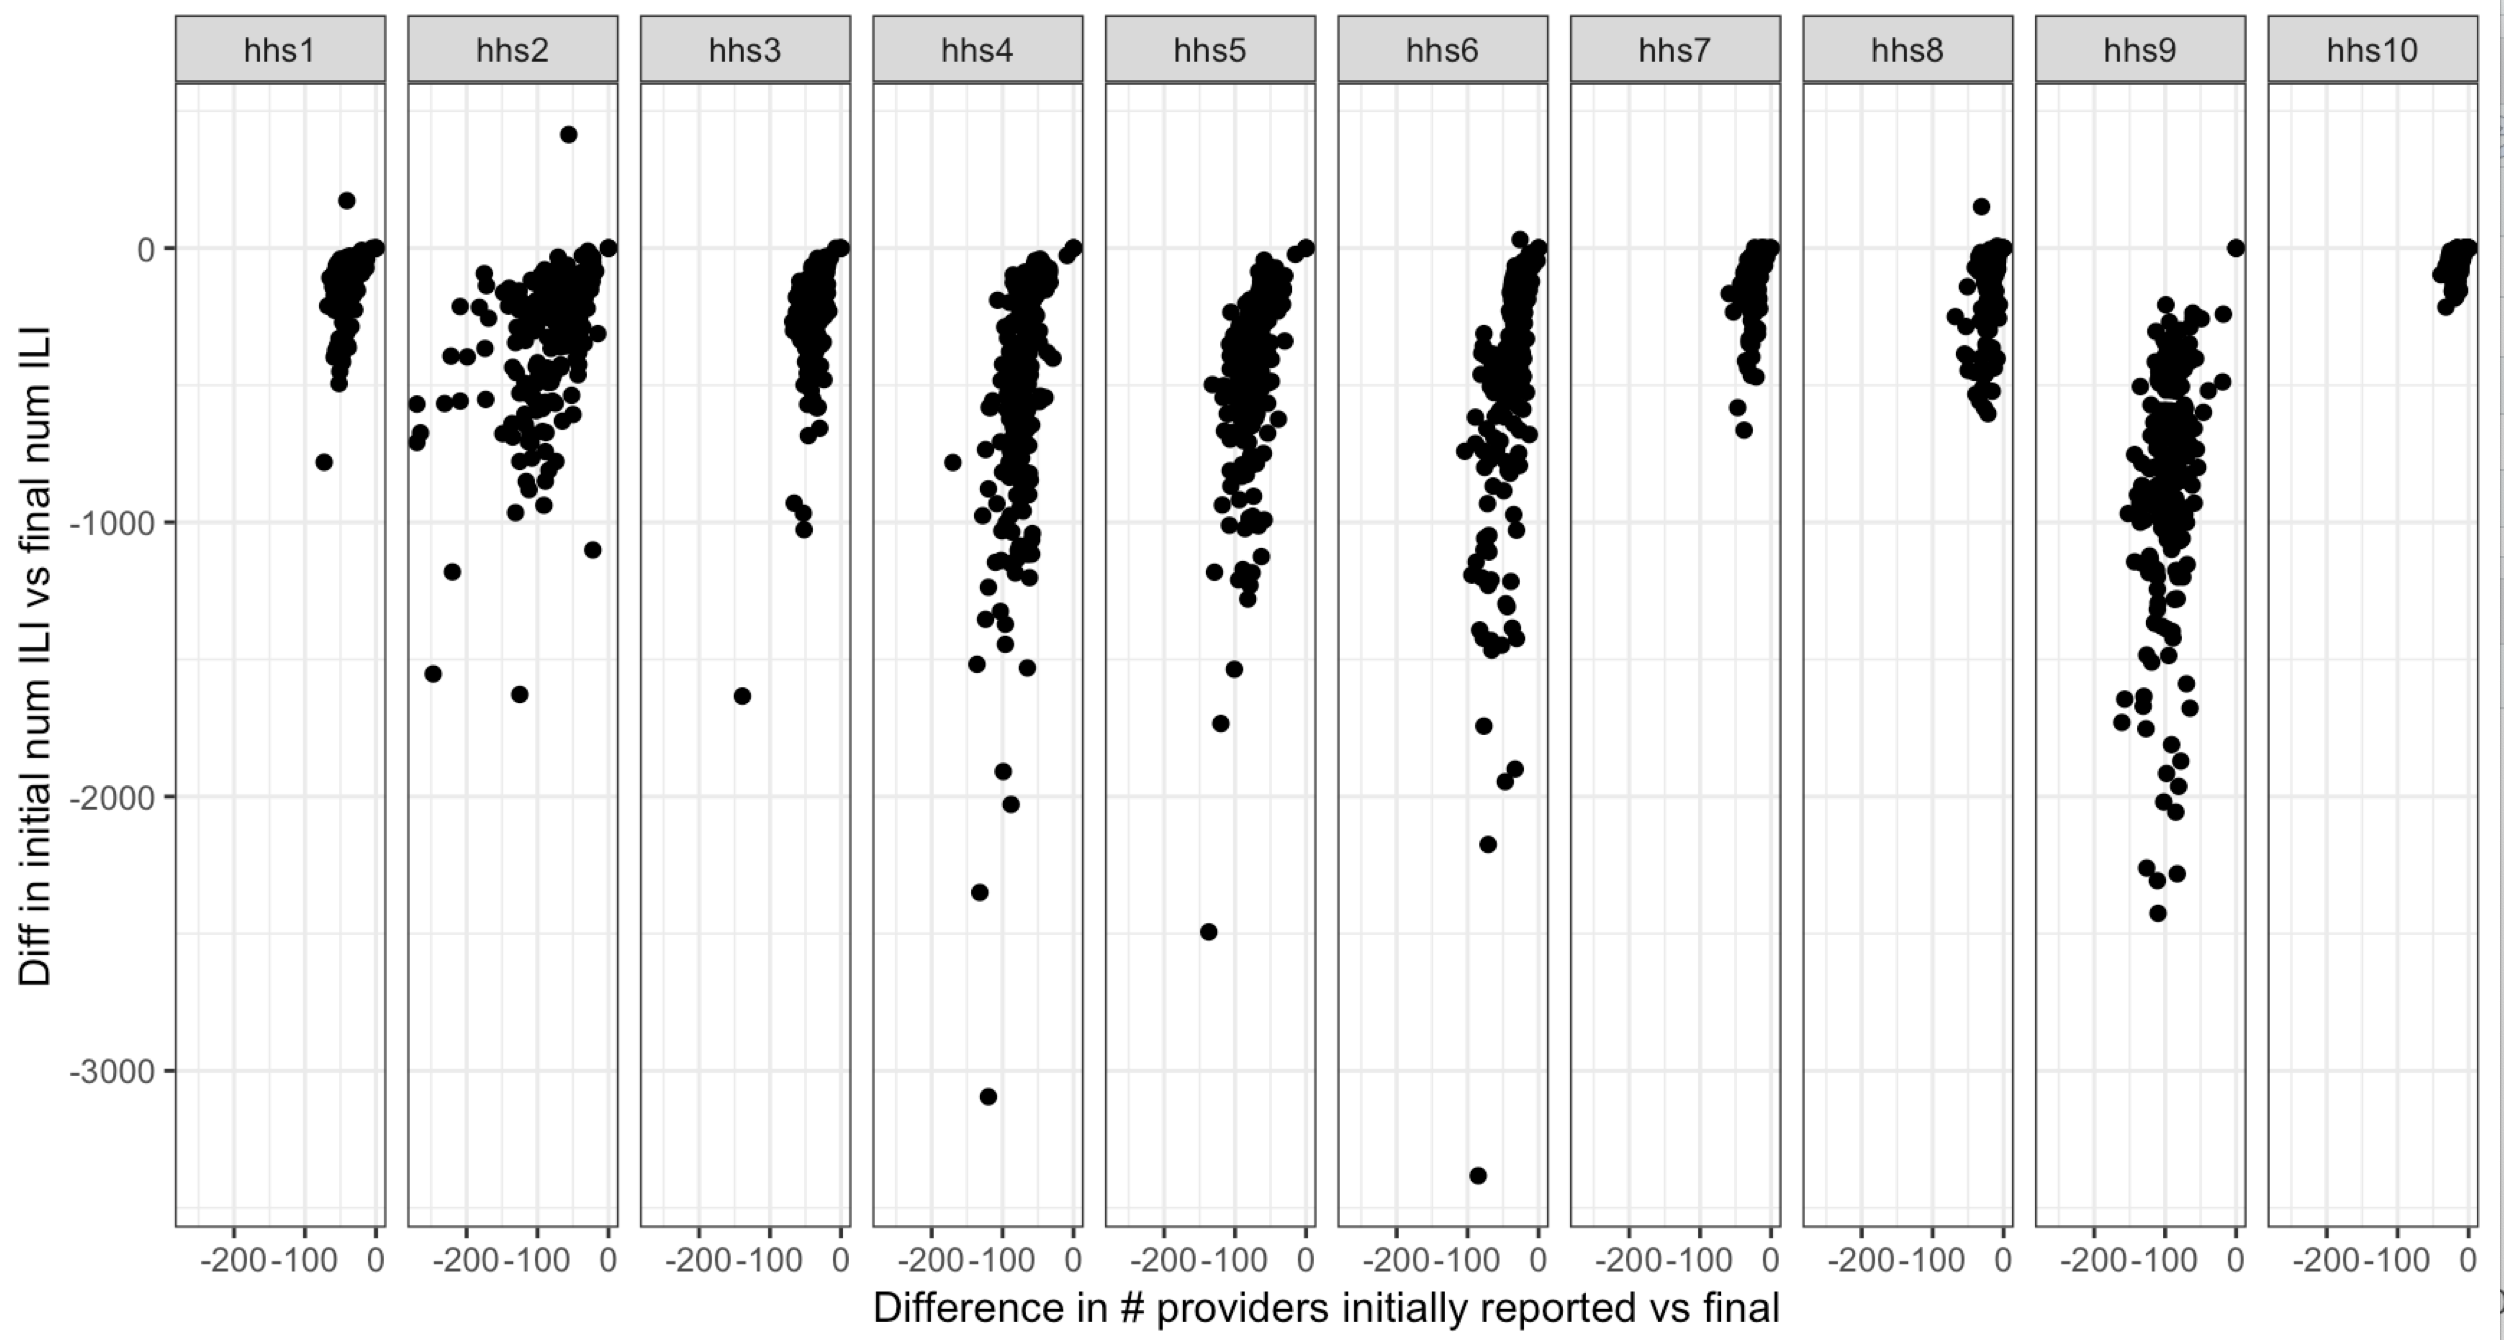 hhs1 hhs2 hhs3 hhs4 hhs5 hhs6 hhs7 hhs8 hhs9 hhs10
Diff in initial num ILI vs final num ILI
0
-1000
-2000
-3000
-200 -100 0 -200 -100 0 -200 -100 0 -200 -100 0 -200 -100 0 -200 -100 0 -200 -100 0 -200 -100 0 -200 -100 0 -200 -100 0
Difference in # providers initially reported vs final